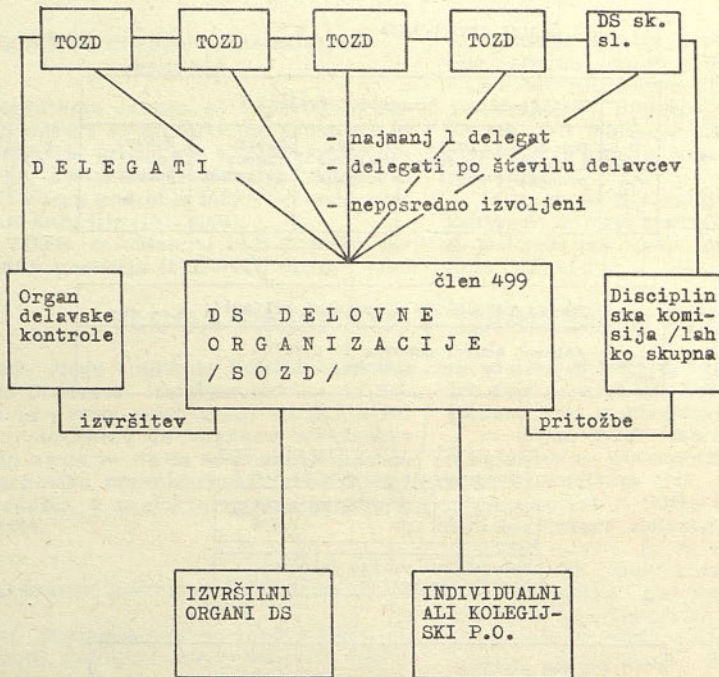 TOZD
TOZD
TOZD
TOZD
DS sk.
sl.
- najmanj 1 delegat
D E L E G A T I
- delegati po številu delavcev
- neposredno izvoljeni
Organ
delavske
kontrole
člen 499
D S D E L O V N E
O R G A N I Z A C I J E
/ S O Z D /
Disciplin
ska komi-
sija /lah
ko skupna
izvršitev
pritožbe
IZVRŠILNI
ORGANI DS
INDIVIDUALNI
ALI KOLEGIJ-
SKI P.O.